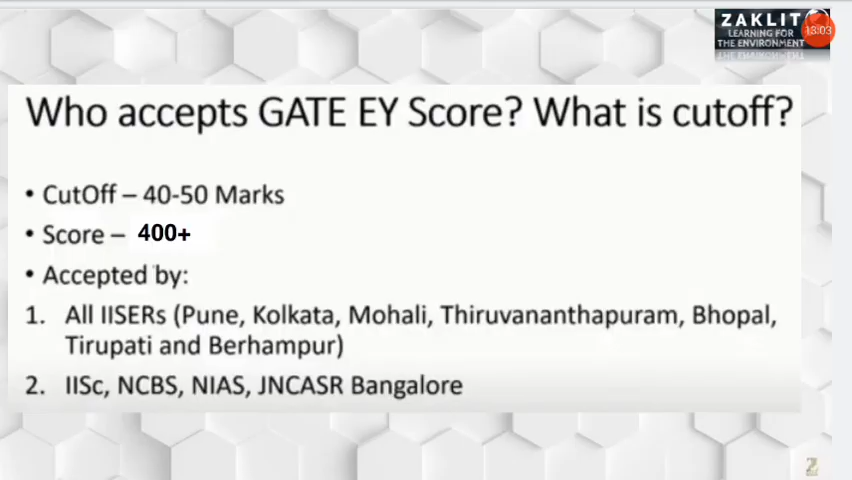 ZAKLIT
LEARNING FOR
THE ENVIRONMENT
13:03
Who accepts GATE EY Score? What is cutoff?
• CutOff – 40-50 Marks
• Score – 400+
• Accepted by:
1. All IISERs (Pune, Kolkata, Mohali, Thiruvananthapuram, Bhopal,
Tirupati and Berhampur)
2. IISc, NCBS, NIAS, JNCASR Bangalore
Z